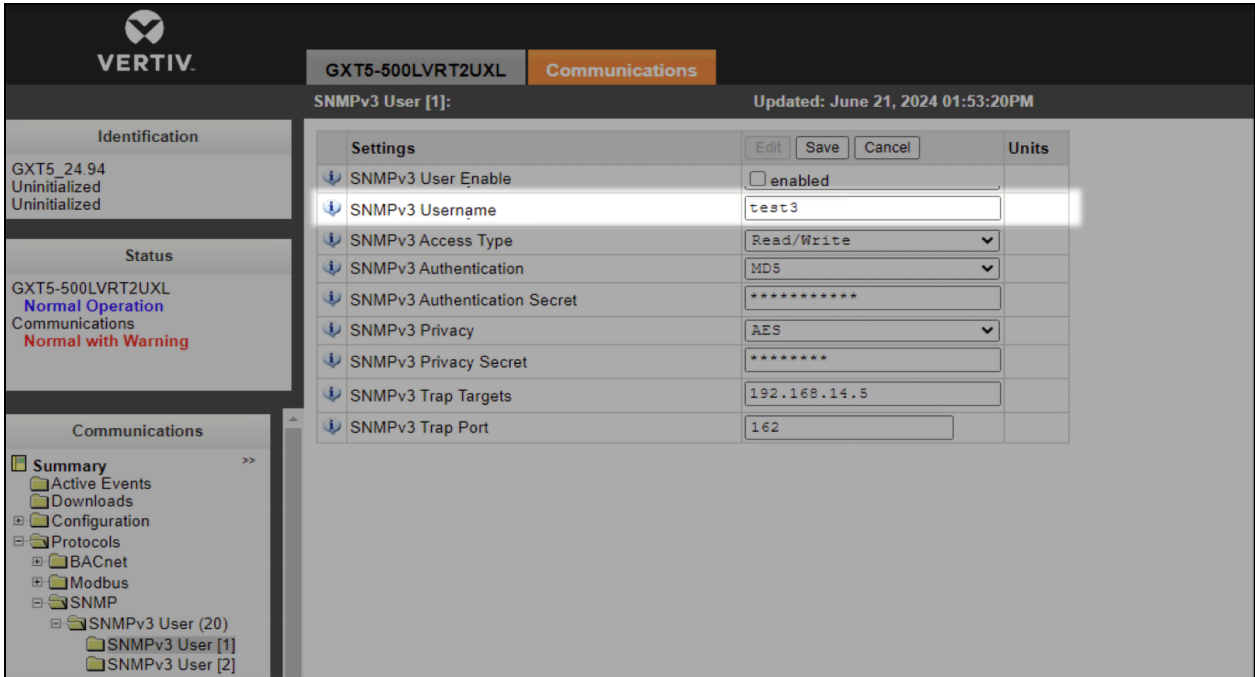 VERTIV™
GXT5-500LVRT2UXL Communications
SNMPv3 User [1]: Updated: June 21, 2024 01:53:20PM
Identification
GXT5_24.94
Uninitialized
Uninitialized
Status
GXT5-500LVRT2UXL
Normal Operation
Communications
Normal with Warning
Communications
Summary >>
Active Events
Downloads
Configuration
Protocols
BACnet
Modbus
SNMP
SNMPv3 User (20)
SNMPv3 User [1]
SNMPv3 User [2]
Settings Edit Save Cancel Units
SNMPv3 User Enable enabled
SNMPv3 Username test3
SNMPv3 Access Type Read/Write
SNMPv3 Authentication MD5
SNMPv3 Authentication Secret ***********
SNMPv3 Privacy AES
SNMPv3 Privacy Secret ********
SNMPv3 Trap Targets 192.168.14.5
SNMPv3 Trap Port 162